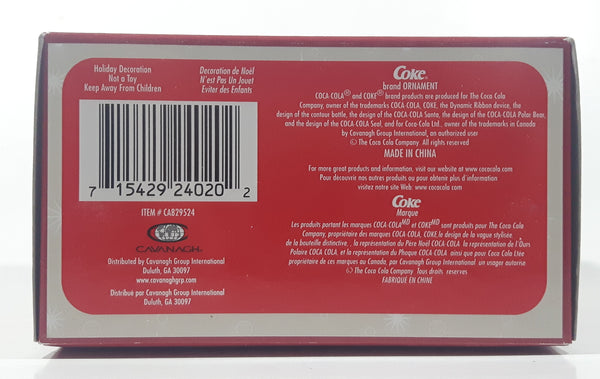 Holiday Decoration
Not a Toy
Keep Away From Children
Décoration de Noël
N'est Pas Un Jouet
Eviter des Enfants
7 15429 24020 2
ITEM # CAB29524
CAVANAGH
Distributed by Cavanagh Group International
Duluth, GA 30097
www.cavanaghgrp.com
Distribué par Cavanagh Group International
Duluth, GA 30097
Coke
brand ORNAMENT
COCA-COLA® and COKE® brand products are produced for The Coca Cola
Company, owner of the trademarks COCA-COLA, COKE, the Dynamic Ribbon device, the
design of the contour bottle, the design of the COCA-COLA Santa, the design of the COCA-COLA Polar Bear,
and the design of the COCA-COLA Seal, and for Coca-Cola Ltd., owner of the trademarks in Canada
by Cavanagh Group International, an authorized user
© The Coca Cola Company. All rights reserved
MADE IN CHINA
For more great products and information, visit our website at www.cocacola.com
Pour découvrir nos autres produits et Coca Cola ou pour obtenir plus d'information
visitez notre site Web: www.cocacola.com
Coke
Marque
Les produits portant les marques COCA-COLA MD et COKE MD sont produits pour The Coca Cola
Company, propriétaire des marques COCA-COLA, COKE, le design de la vague stylisée
de la bouteille distinctive, la représentation du Père Noël COCA-COLA, la représentation de l'Ours
Polaire COCA-COLA, et la représentation du Phoque COCA-COLA ainsi que pour Coca Cola Ltée
propriétaire de ces marques au Canada, par Cavanagh Group International un usager autorise
© The Coca Cola Company Tous droits reserves
FABRIQUE EN CHINE